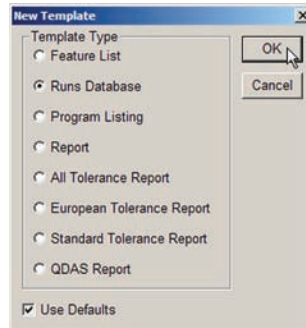 New Template
Template Type
Feature List
OK
Runs Database
Cancel
Program Listing
Report
All Tolerance Report
European Tolerance Report
Standard Tolerance Report
QDAS Report
Use Defaults